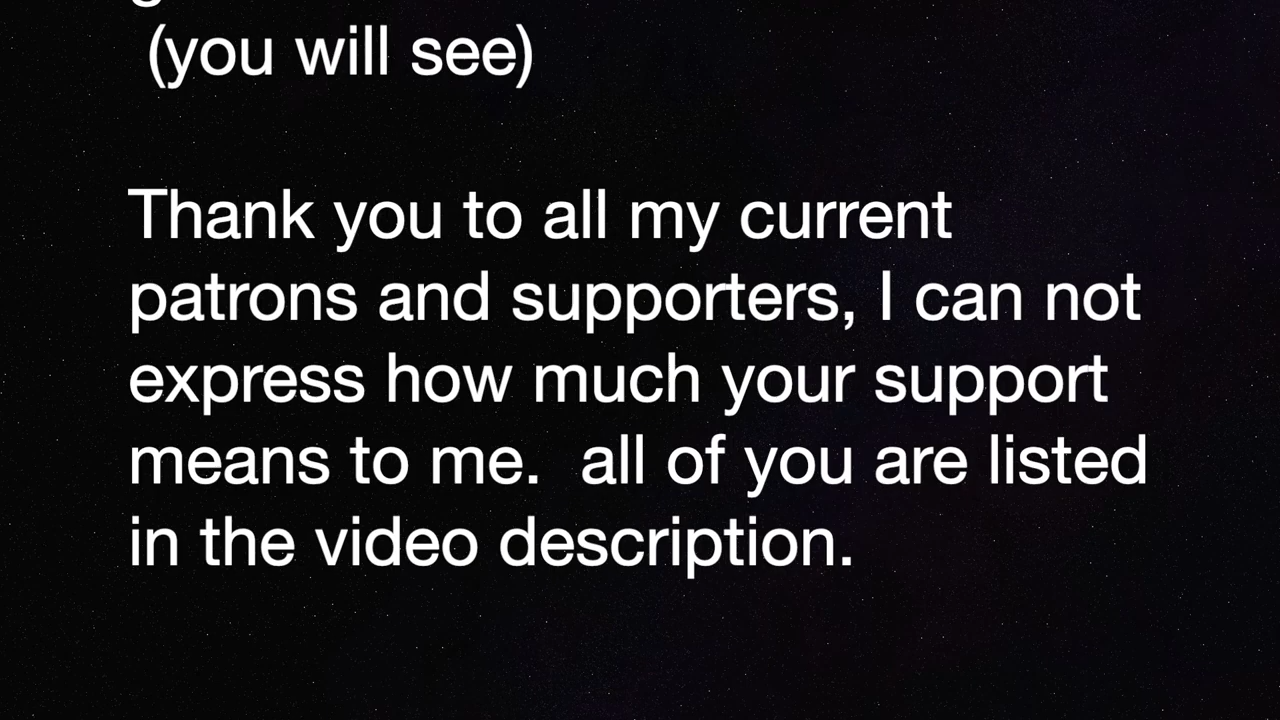 (you will see)
Thank you to all my current
patrons and supporters, I can not
express how much your support
means to me.  all of you are listed
in the video description.